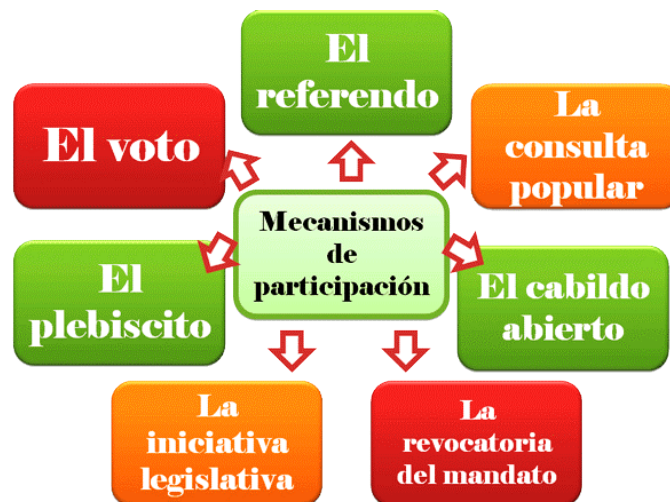 El
referendo
El voto
La
consulta
popular
Mecanismos
de
participación
El
plebiscito
El cabildo
abierto
La
iniciativa
legislativa
La
revocatoria
del mandato